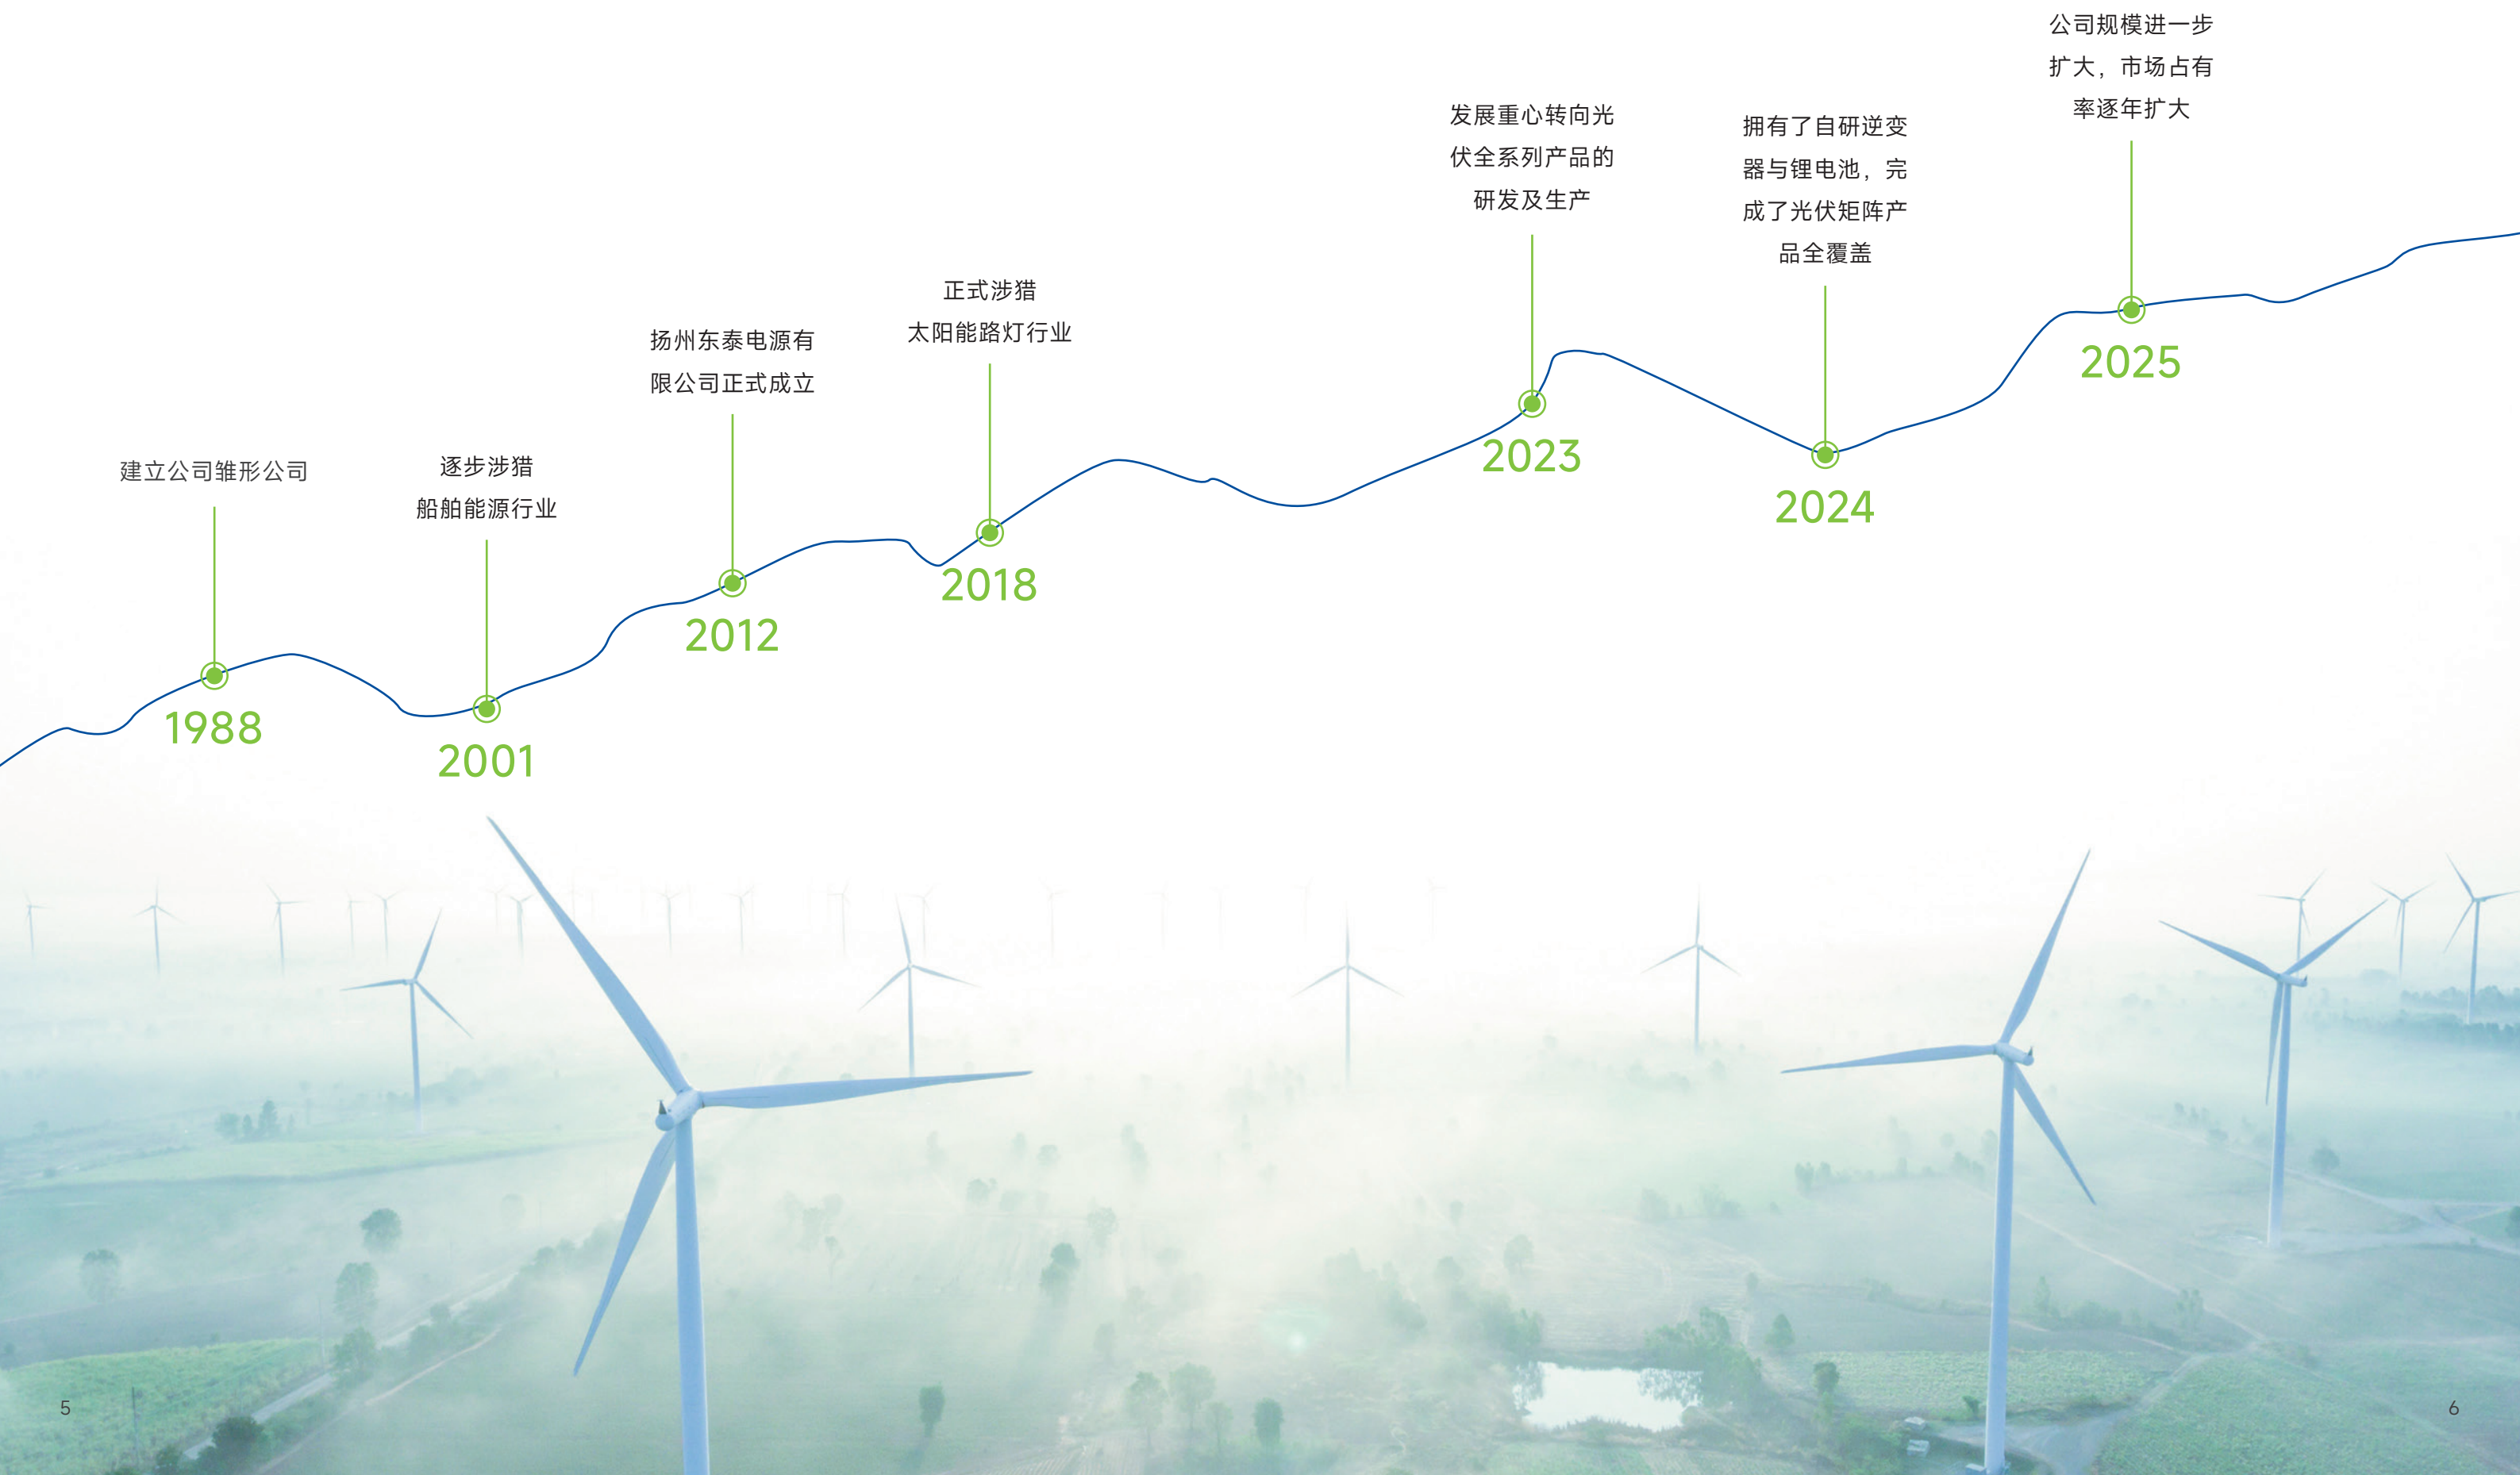 建立公司雏形公司
1988
逐步涉猎
船舶能源行业
2001
扬州东泰电源有
限公司正式成立
2012
正式涉猎
太阳能路灯行业
2018
发展重心转向光
伏全系列产品的
研发及生产
2023
拥有了自研逆变
器与锂电池，完
成了光伏矩阵产
品全覆盖
2024
公司规模进一步
扩大，市场占有
率逐年扩大
2025
5
6